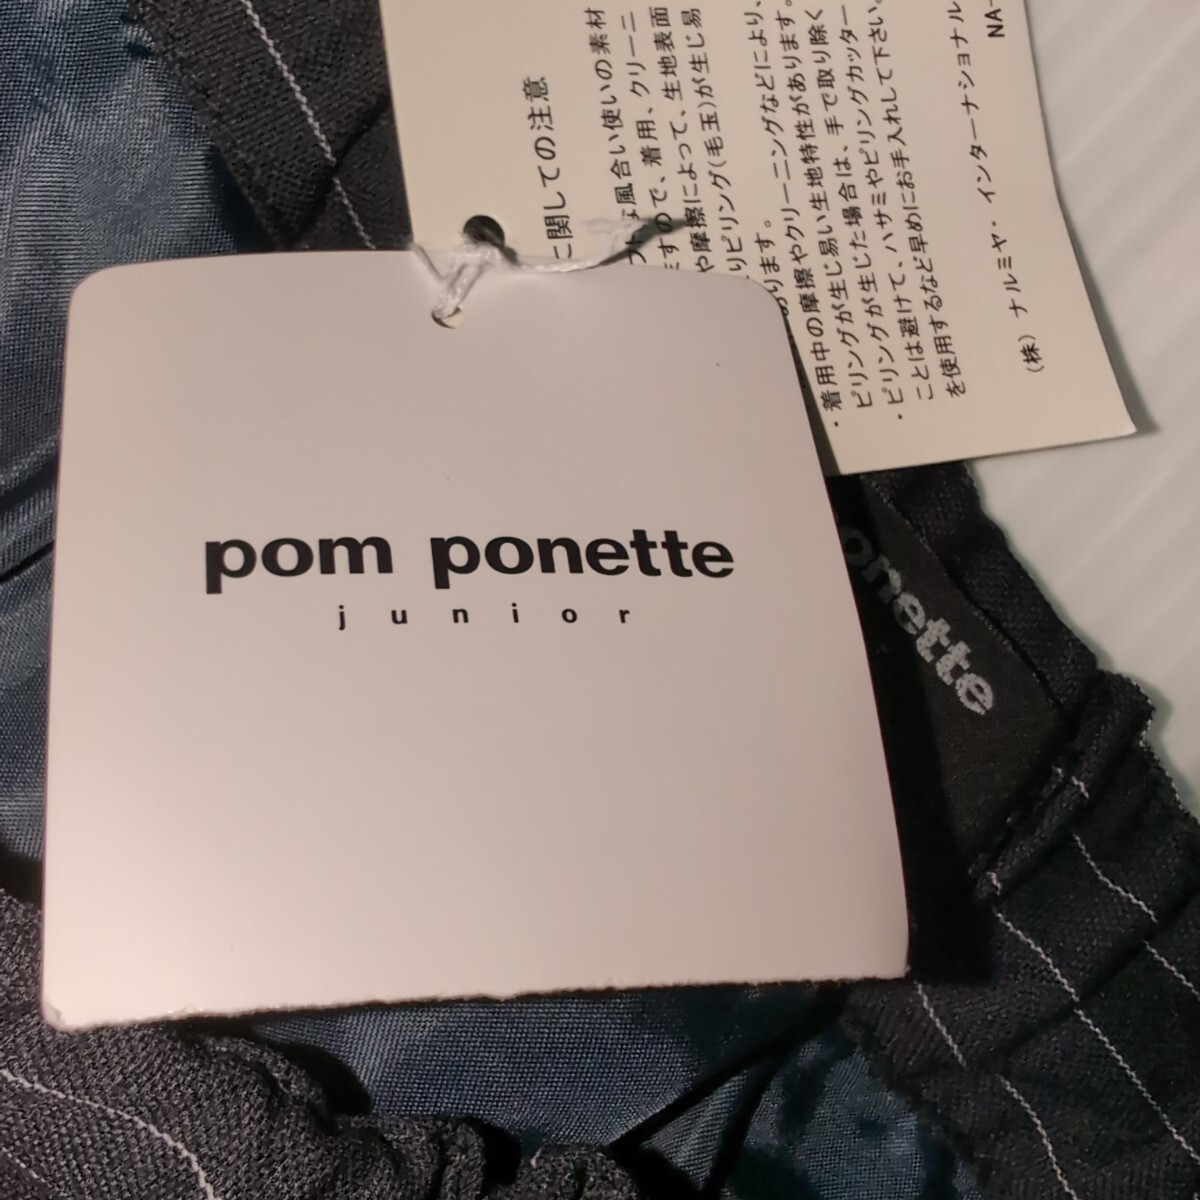 pom ponette
junior
に関しての注意
な風合い使いの素材
すので、着用、クリーニ
や摩擦によって、生地表面
りピリング(毛玉)が生じ易
あります。
・着用中の摩擦やクリーニングなどにより、
ピリングが生じ易い生地特性があります。
・ピリングが生じた場合は、手で取り除く
ことは避けて、ハサミやピリングカッター
を使用するなど早めにお手入れして下さい。
(株)ナルミヤ・インターナショナル
NA-
onette
r